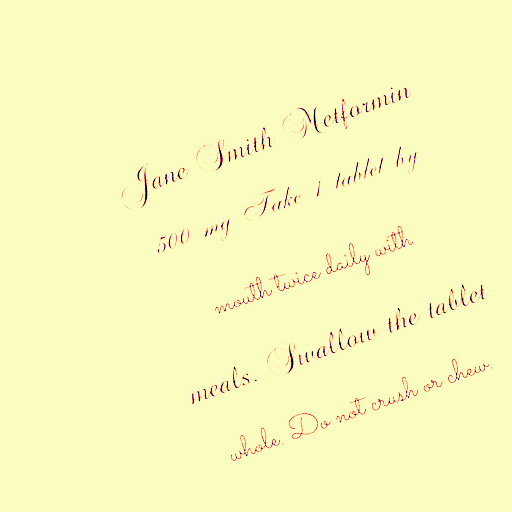 Jane Smith Metformin
500 mg Take 1 tablet by
mouth twice daily with
meals. Swallow the tablet
whole. Do not crush or chew.